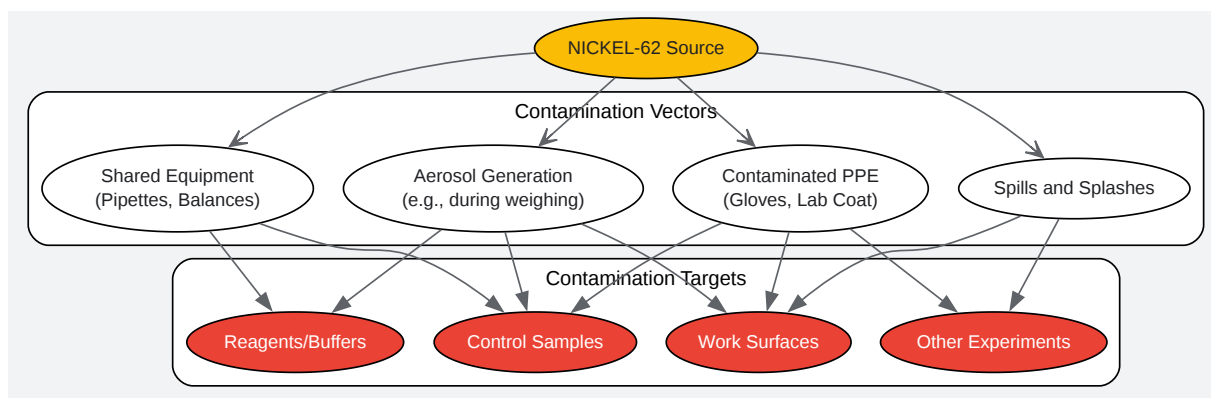 NICKEL-62 Source
Contamination Vectors
Shared Equipment
(Pipettes, Balances)
Aerosol Generation
(e.g., during weighing)
Contaminated PPE
(Gloves, Lab Coat)
Spills and Splashes
Contamination Targets
Reagents/Buffers
Control Samples
Work Surfaces
Other Experiments